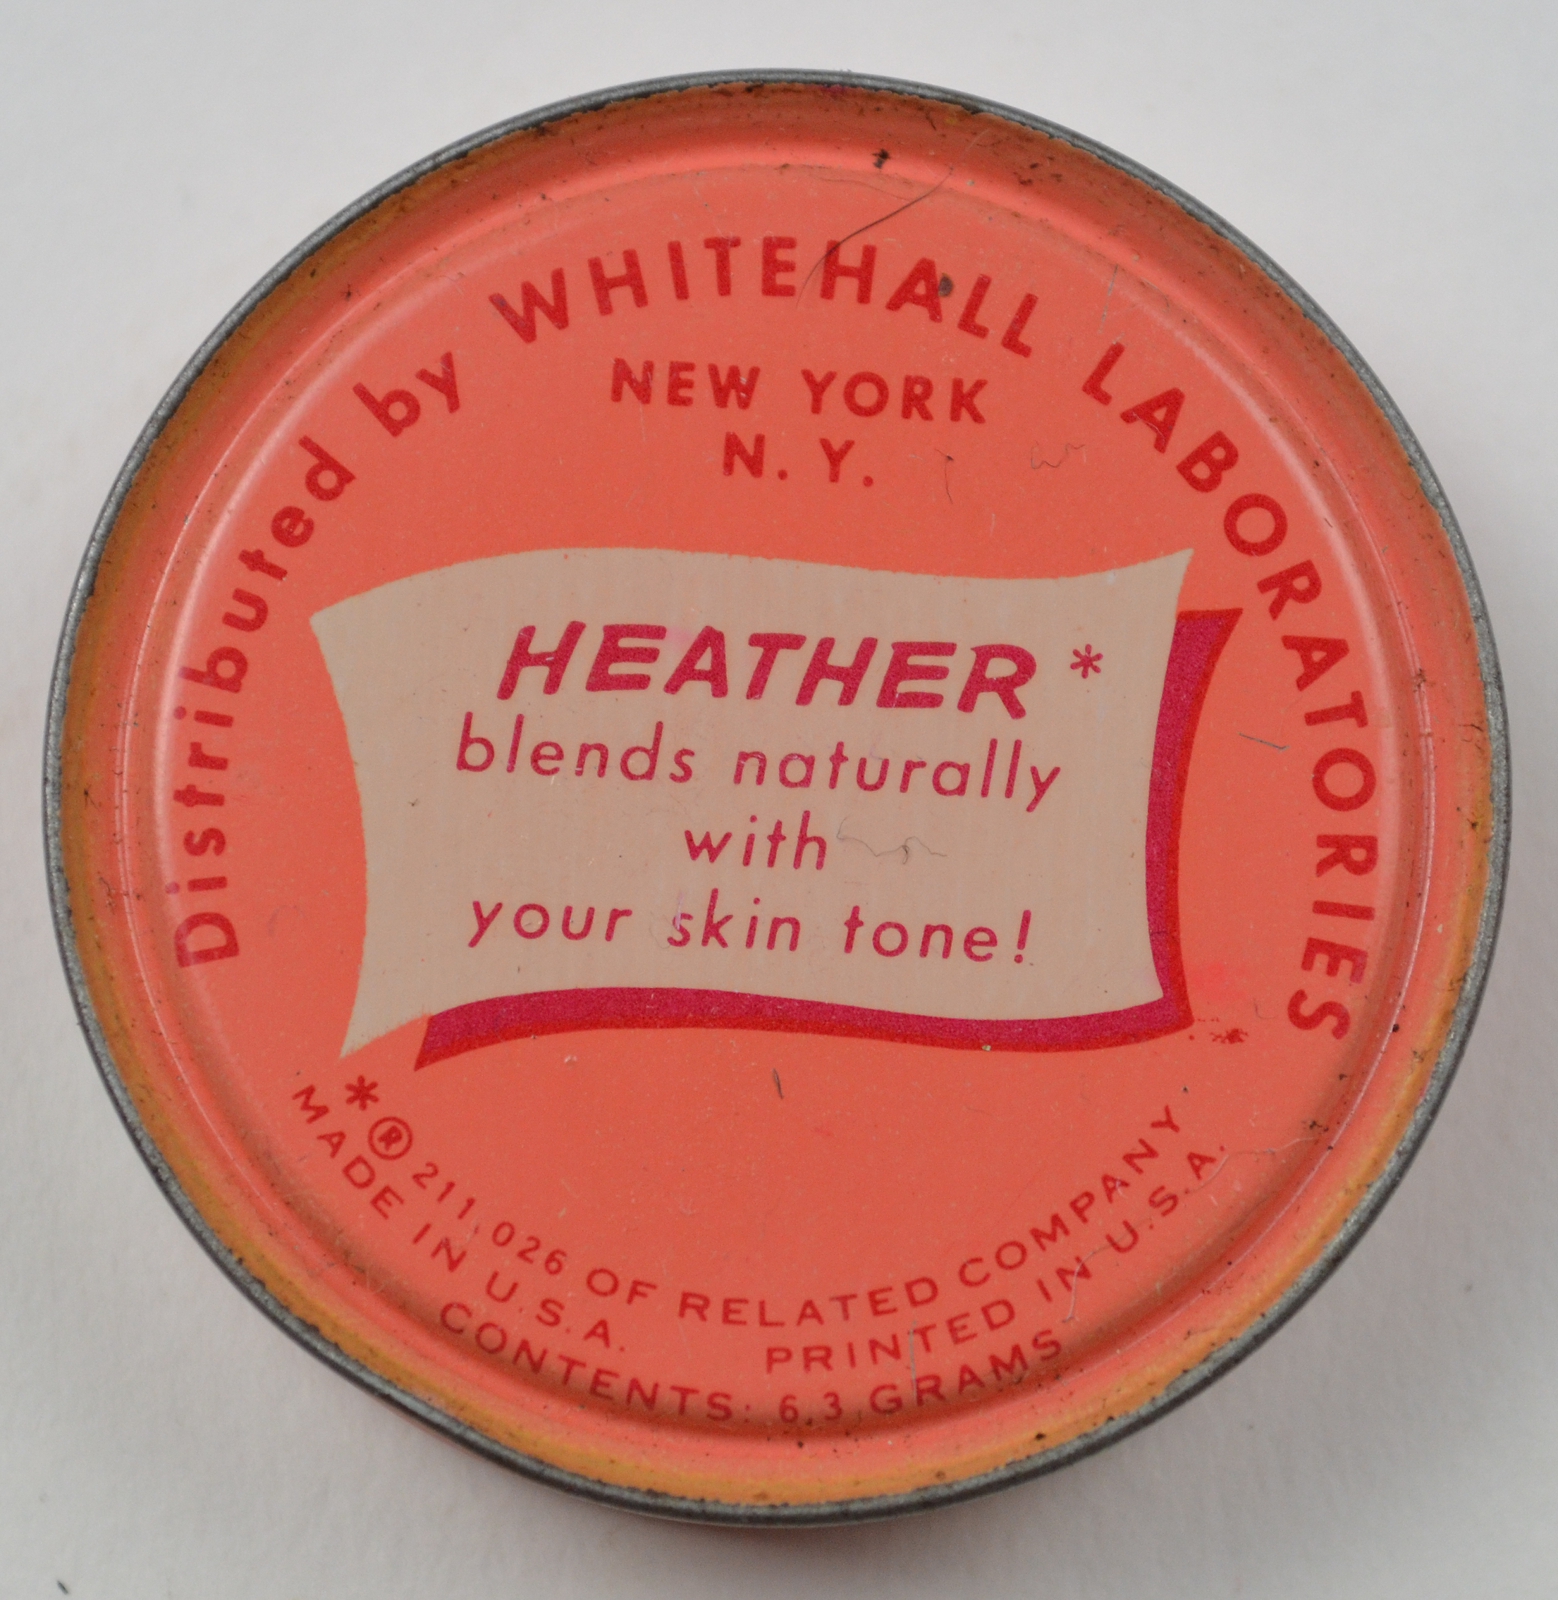 Distributed by WHITEHALL LABORATORIES
NEW YORK
N. Y.
HEATHER *
blends naturally
with
your skin tone!
* ® 211,026 OF RELATED COMPANY
MADE IN U.S.A. PRINTED IN U.S.A.
CONTENTS: 6.3 GRAMS